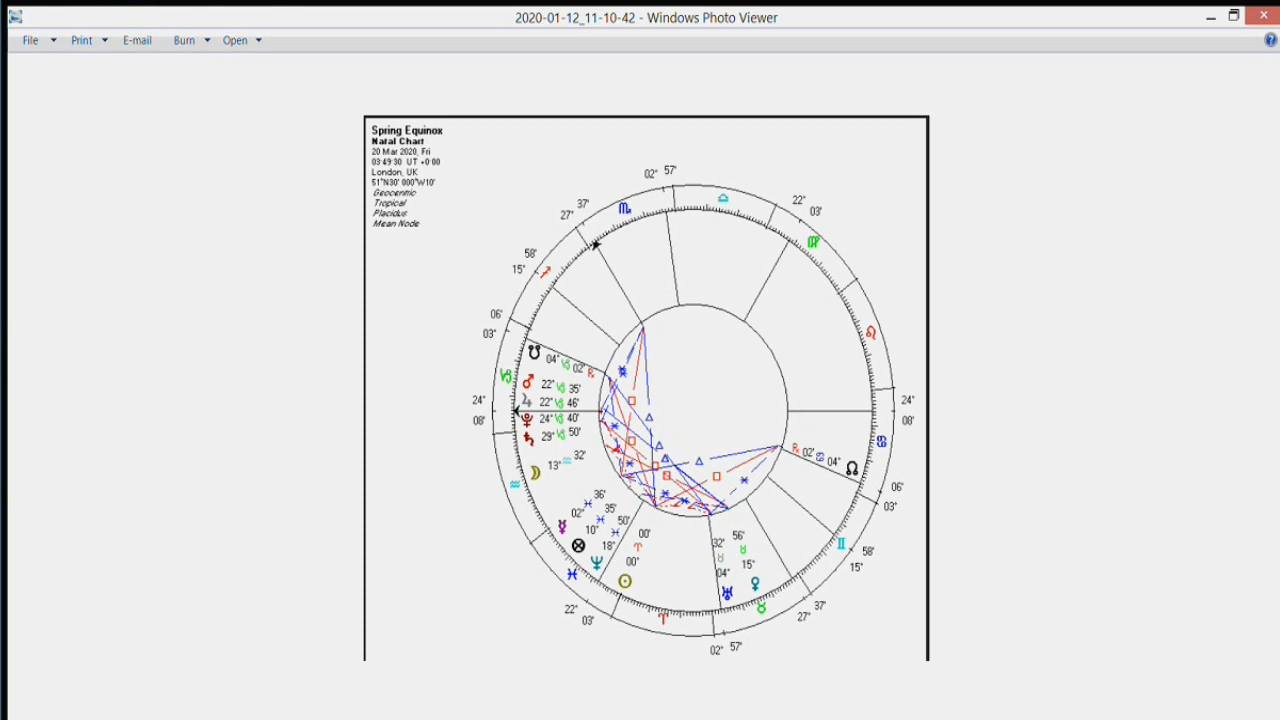 2020-01-12_11-10-42 - Windows Photo Viewer
File Print E-mail Burn Open
Spring Equinox
Natal Chart
20 Mar 2020, Fri
03:49:30 UT +0:00
London, UK
51°N30' 000°W10'
Geocentric
Tropical
Placidus
Mean Node
02° ♏ 57'
22° ♍ 03'
27° ♏ 37'
15° ♐ 58'
03° ♑ 06'
24° ♑ 08'
24° ♋ 08'
03° ♋ 06'
15° ♊ 58'
27° ♉ 37'
02° ♉ 57'
22° ♓ 03'
♎
♌
♒
♈
☋ 04° ♑ 02' ℞
♂ 22° ♑ 35'
♃ 22° ♑ 46'
♇ 24° ♑ 40'
♄ 29° ♑ 50'
☽ 13° ♒ 32'
☿ 02° ♓ 36'
⊗ 10° ♓ 35'
♆ 18° ♓ 50'
☉ 00° ♈ 00'
♅ 04° ♉ 32'
♀ 15° ♉ 56'
☊ 04° ♋ 02' ℞